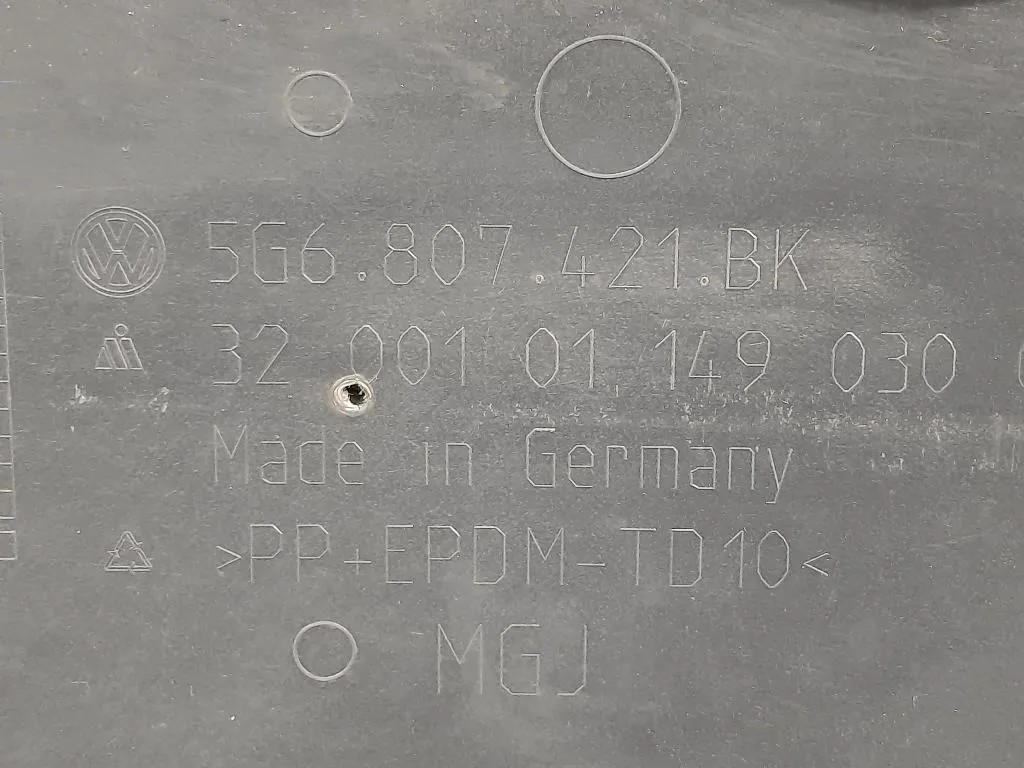 5G6.807.421.BK
32 001 01 149 030
Made in Germany
>PP+EPDM-TD10<
MGJ